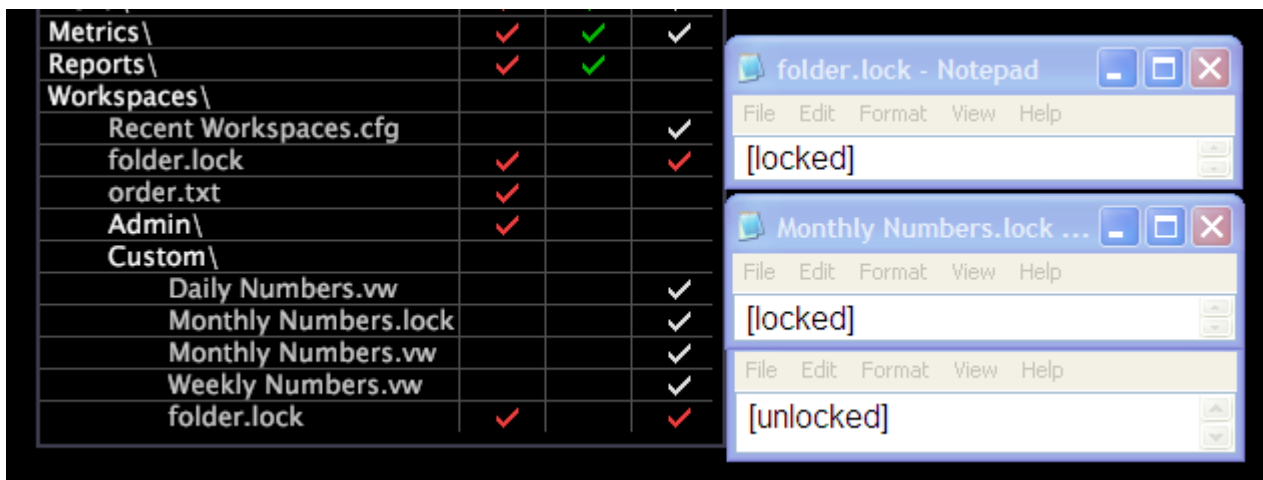 Metrics\
Reports\
Workspaces\
Recent Workspaces.cfg
folder.lock
order.txt
Admin\
Custom\
Daily Numbers.vw
Monthly Numbers.lock
Monthly Numbers.vw
Weekly Numbers.vw
folder.lock
folder.lock - Notepad
File Edit Format View Help
[locked]
Monthly Numbers.lock ...
File Edit Format View Help
[locked]
File Edit Format View Help
[unlocked]